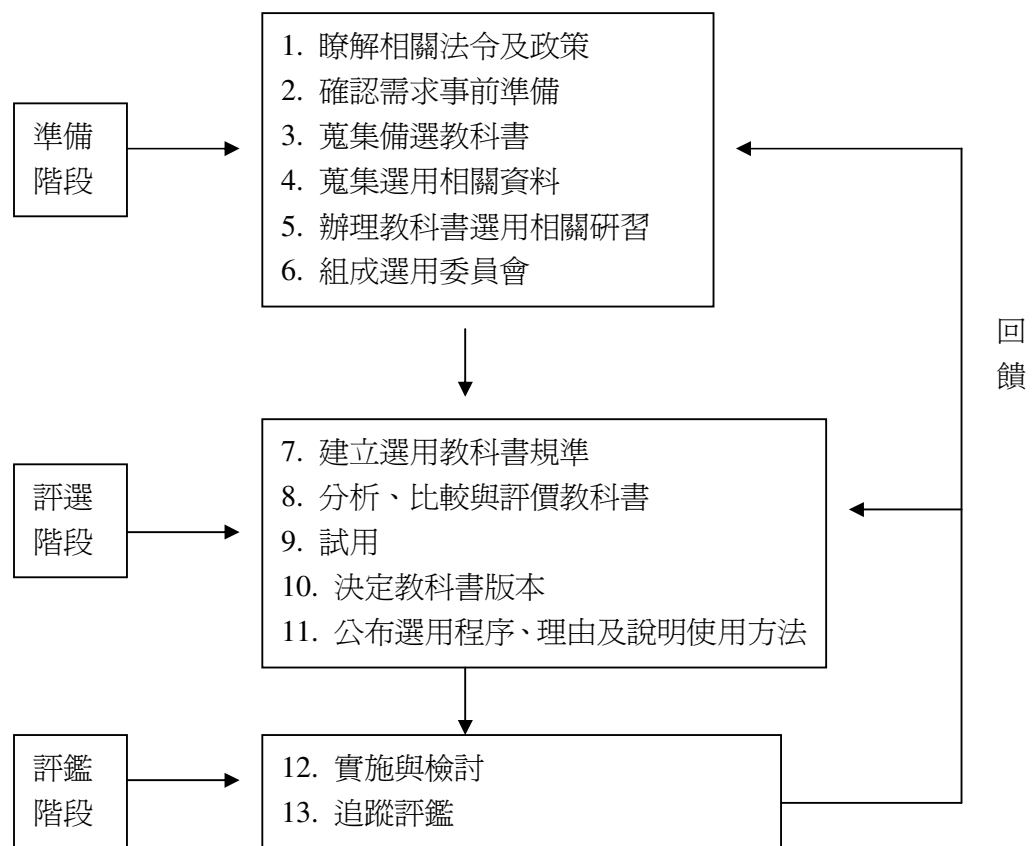 準備
階段
1. 瞭解相關法令及政策
2. 確認需求事前準備
3. 蒐集備選教科書
4. 蒐集選用相關資料
5. 辦理教科書選用相關研習
6. 組成選用委員會
回
饋
評選
階段
7. 建立選用教科書規準
8. 分析、比較與評價教科書
9. 試用
10. 決定教科書版本
11. 公布選用程序、理由及說明使用方法
評鑑
階段
12. 實施與檢討
13. 追蹤評鑑